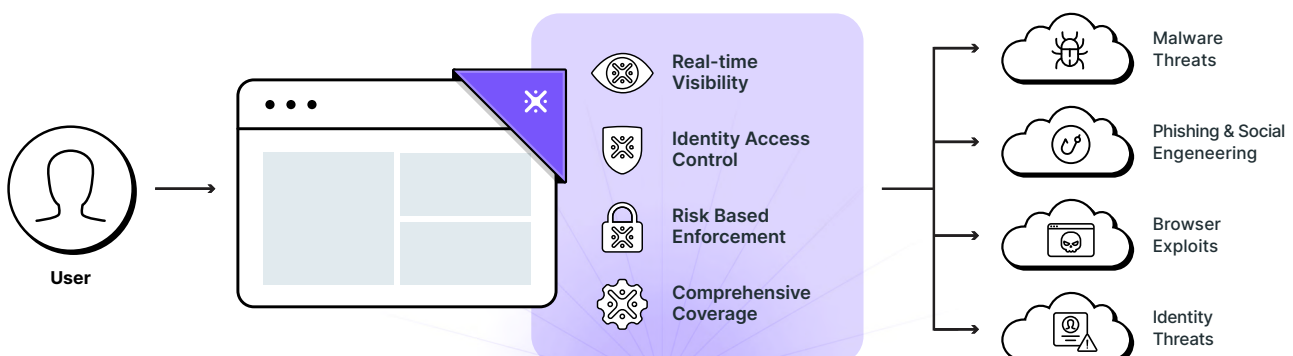 User
Real-time
Visibility
Identity Access
Control
Risk Based
Enforcement
Comprehensive
Coverage
Malware
Threats
Phishing & Social
Engeneering
Browser
Exploits
Identity
Threats